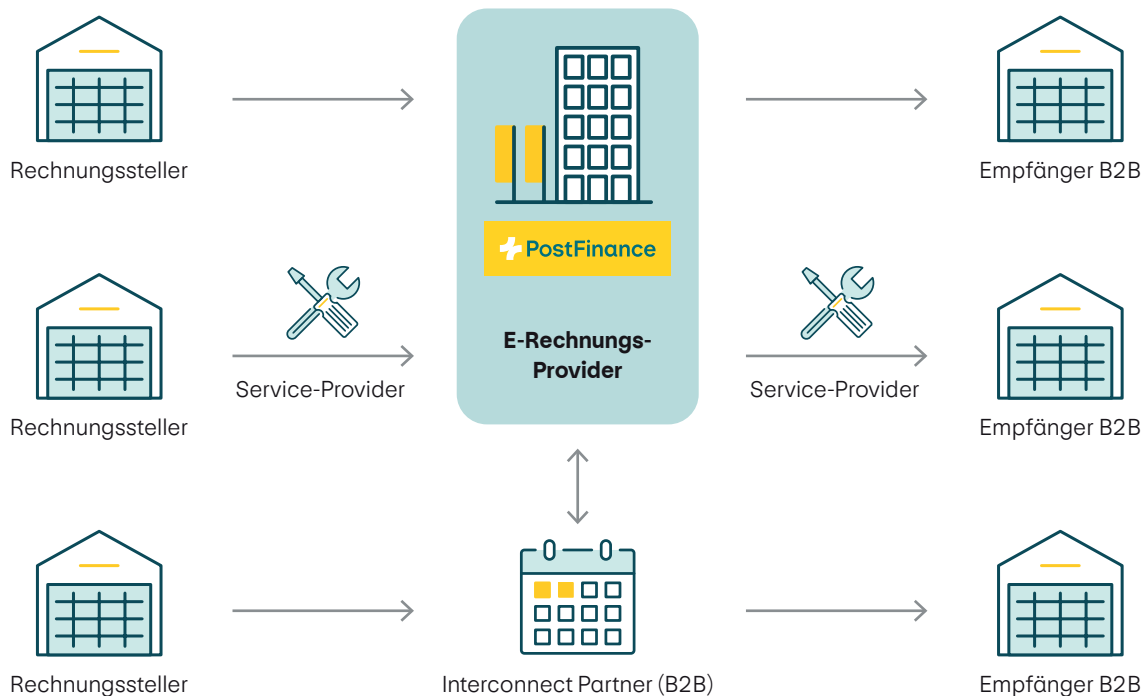 Rechnungssteller
PostFinance
Empfänger B2B
E-Rechnungs-
Provider
Rechnungssteller
Service-Provider
Service-Provider
Empfänger B2B
Rechnungssteller
Interconnect Partner (B2B)
Empfänger B2B